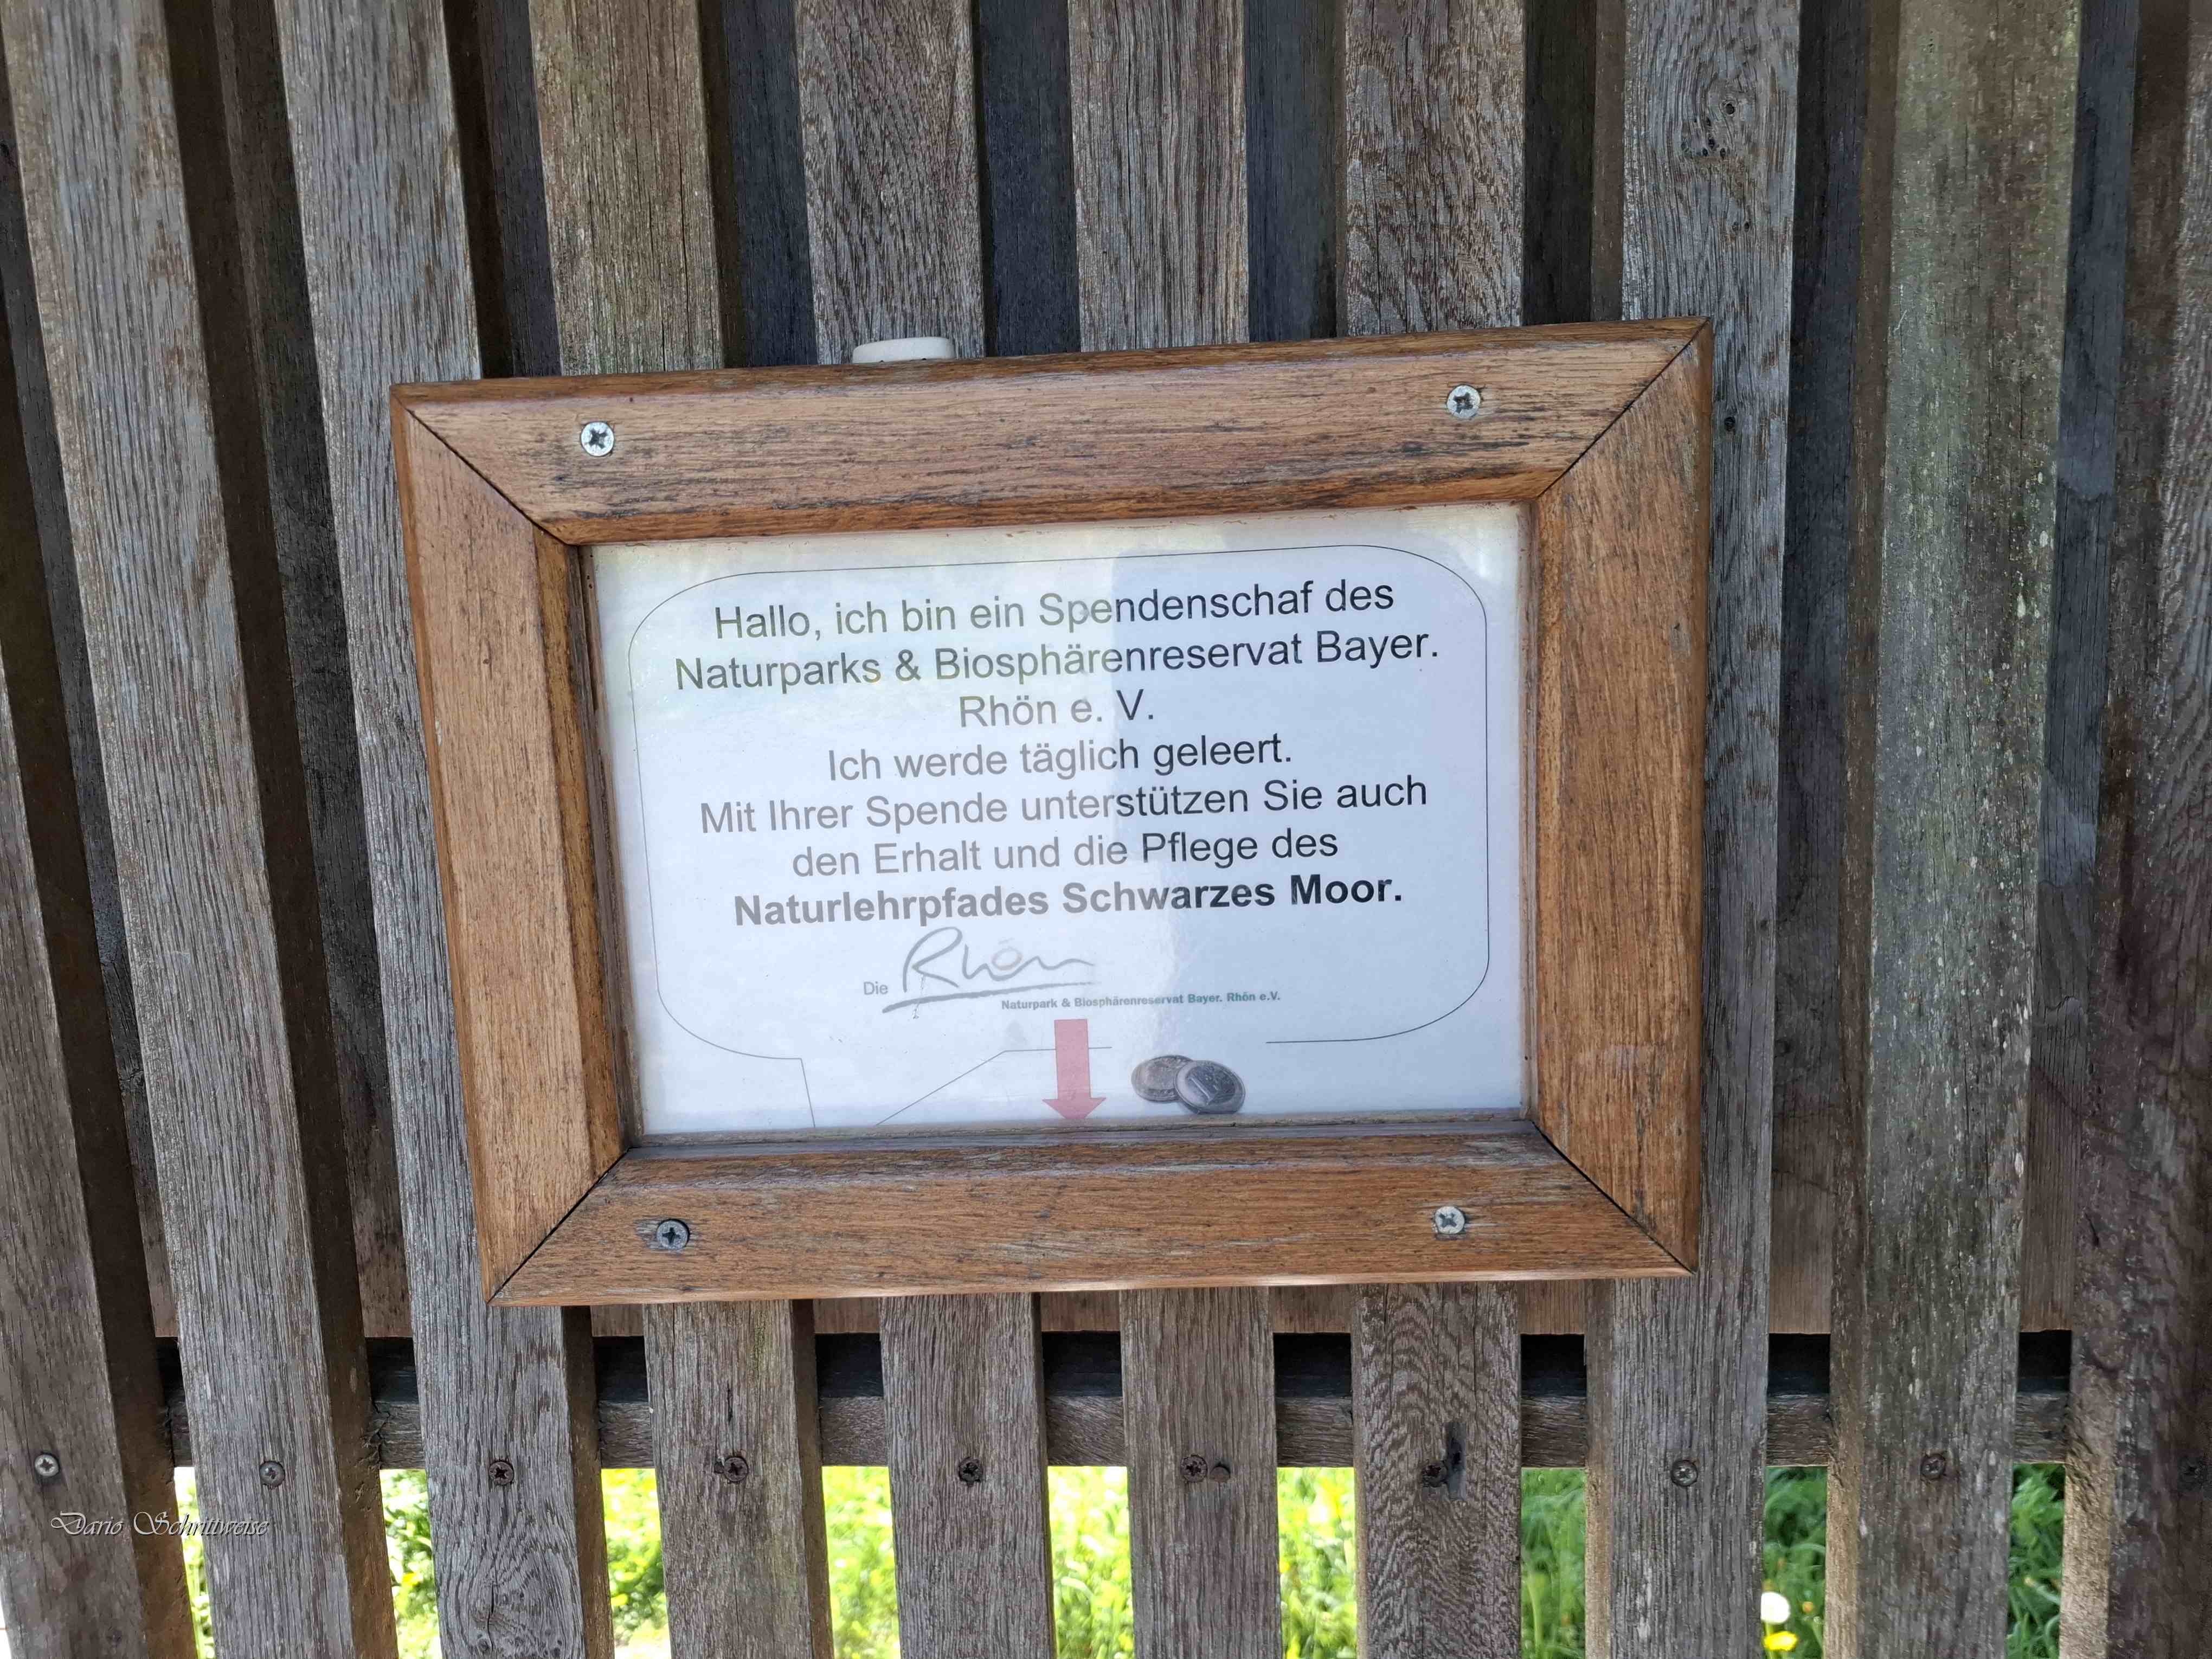 Hallo, ich bin ein Spendenschaf des
Naturparks & Biosphärenreservat Bayer.
Rhön e. V.
Ich werde täglich geleert.
Mit Ihrer Spende unterstützen Sie auch
den Erhalt und die Pflege des
Naturlehrpfades Schwarzes Moor.
Die Rhön
Naturpark & Biosphärenreservat Bayer. Rhön e.V.
Dario Schrittweise